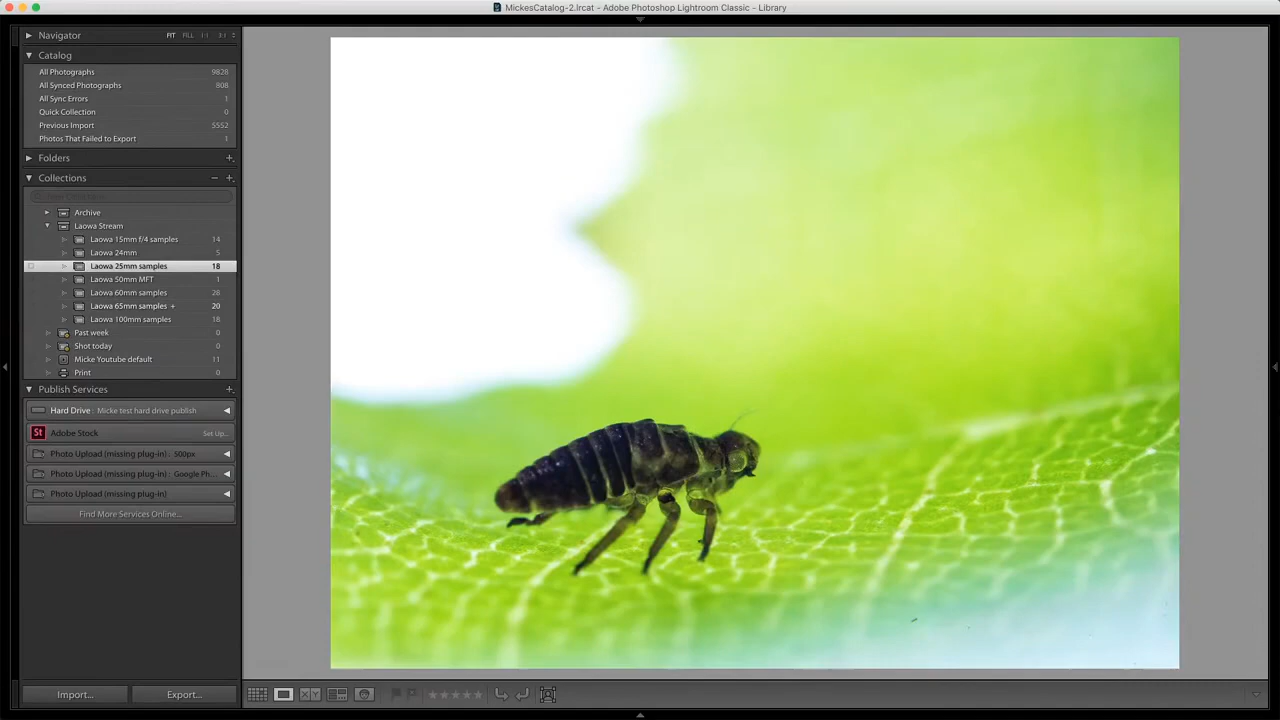 MickesCatalog-2.lrcat - Adobe Photoshop Lightroom Classic - Library
Navigator FIT FILL 1:1 3:1
Catalog
All Photographs 9828
All Synced Photographs 808
All Sync Errors 1
Quick Collection 0
Previous Import 5552
Photos That Failed to Export 1
Folders +
Collections − +
Archive
Laowa Stream
Laowa 15mm f/4 samples 14
Laowa 24mm 5
Laowa 25mm samples 18
Laowa 50mm MFT 1
Laowa 60mm samples 28
Laowa 65mm samples + 20
Laowa 100mm samples 18
Past week 0
Shot today 0
Micke Youtube default 11
Print 0
Publish Services +
Hard Drive : Micke test hard drive publish
St Adobe Stock Set Up...
Photo Upload (missing plug-in) : 500px
Photo Upload (missing plug-in) : Google Ph...
Photo Upload (missing plug-in)
Find More Services Online...
Import... Export...
X Y